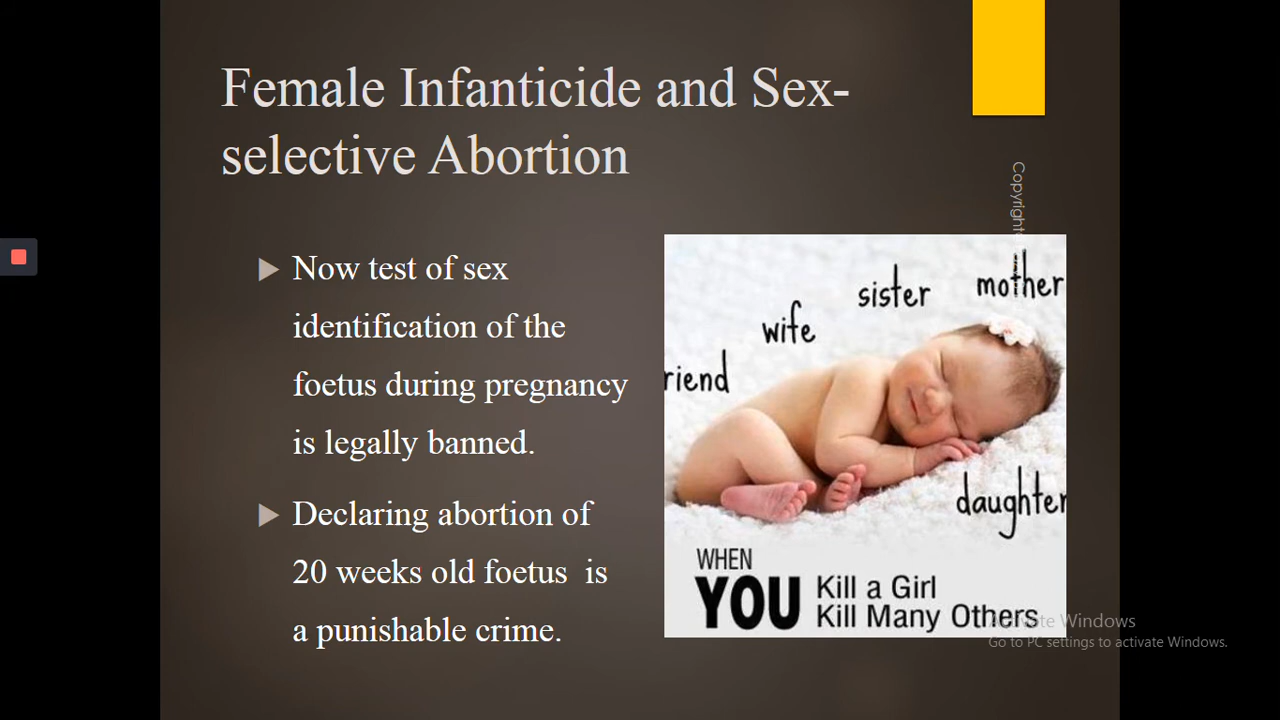 Female Infanticide and Sex-
selective Abortion
Copyright
Now test of sex
identification of the
foetus during pregnancy
is legally banned.
Declaring abortion of
20 weeks old foetus is
a punishable crime.
mother
sister
wife
riend
daughter
WHEN
YOU Kill a Girl
Kill Many Others
Activate Windows
Go to PC settings to activate Windows.